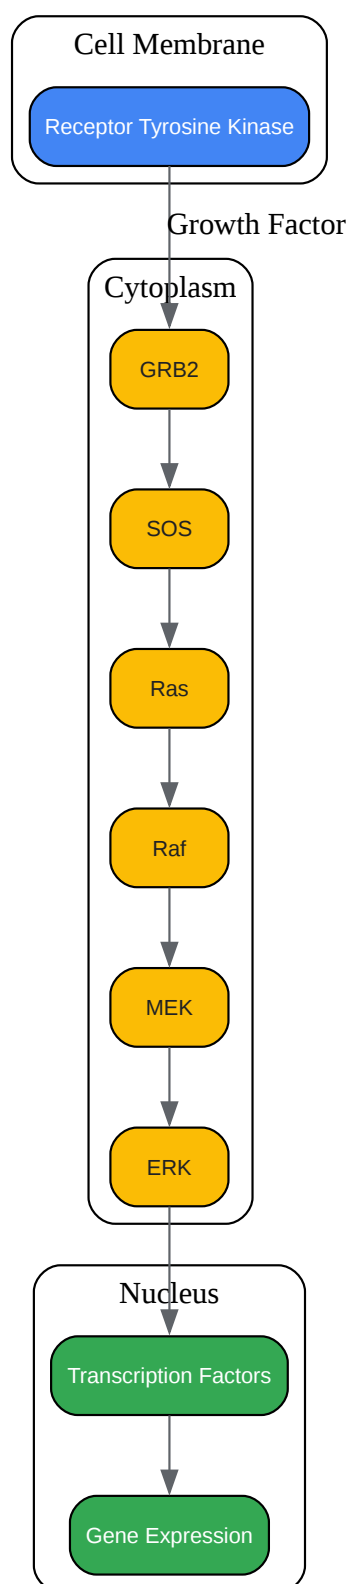 Cell Membrane
Receptor Tyrosine Kinase
Growth Factor
Cytoplasm
GRB2
SOS
Ras
Raf
MEK
ERK
Nucleus
Transcription Factors
Gene Expression